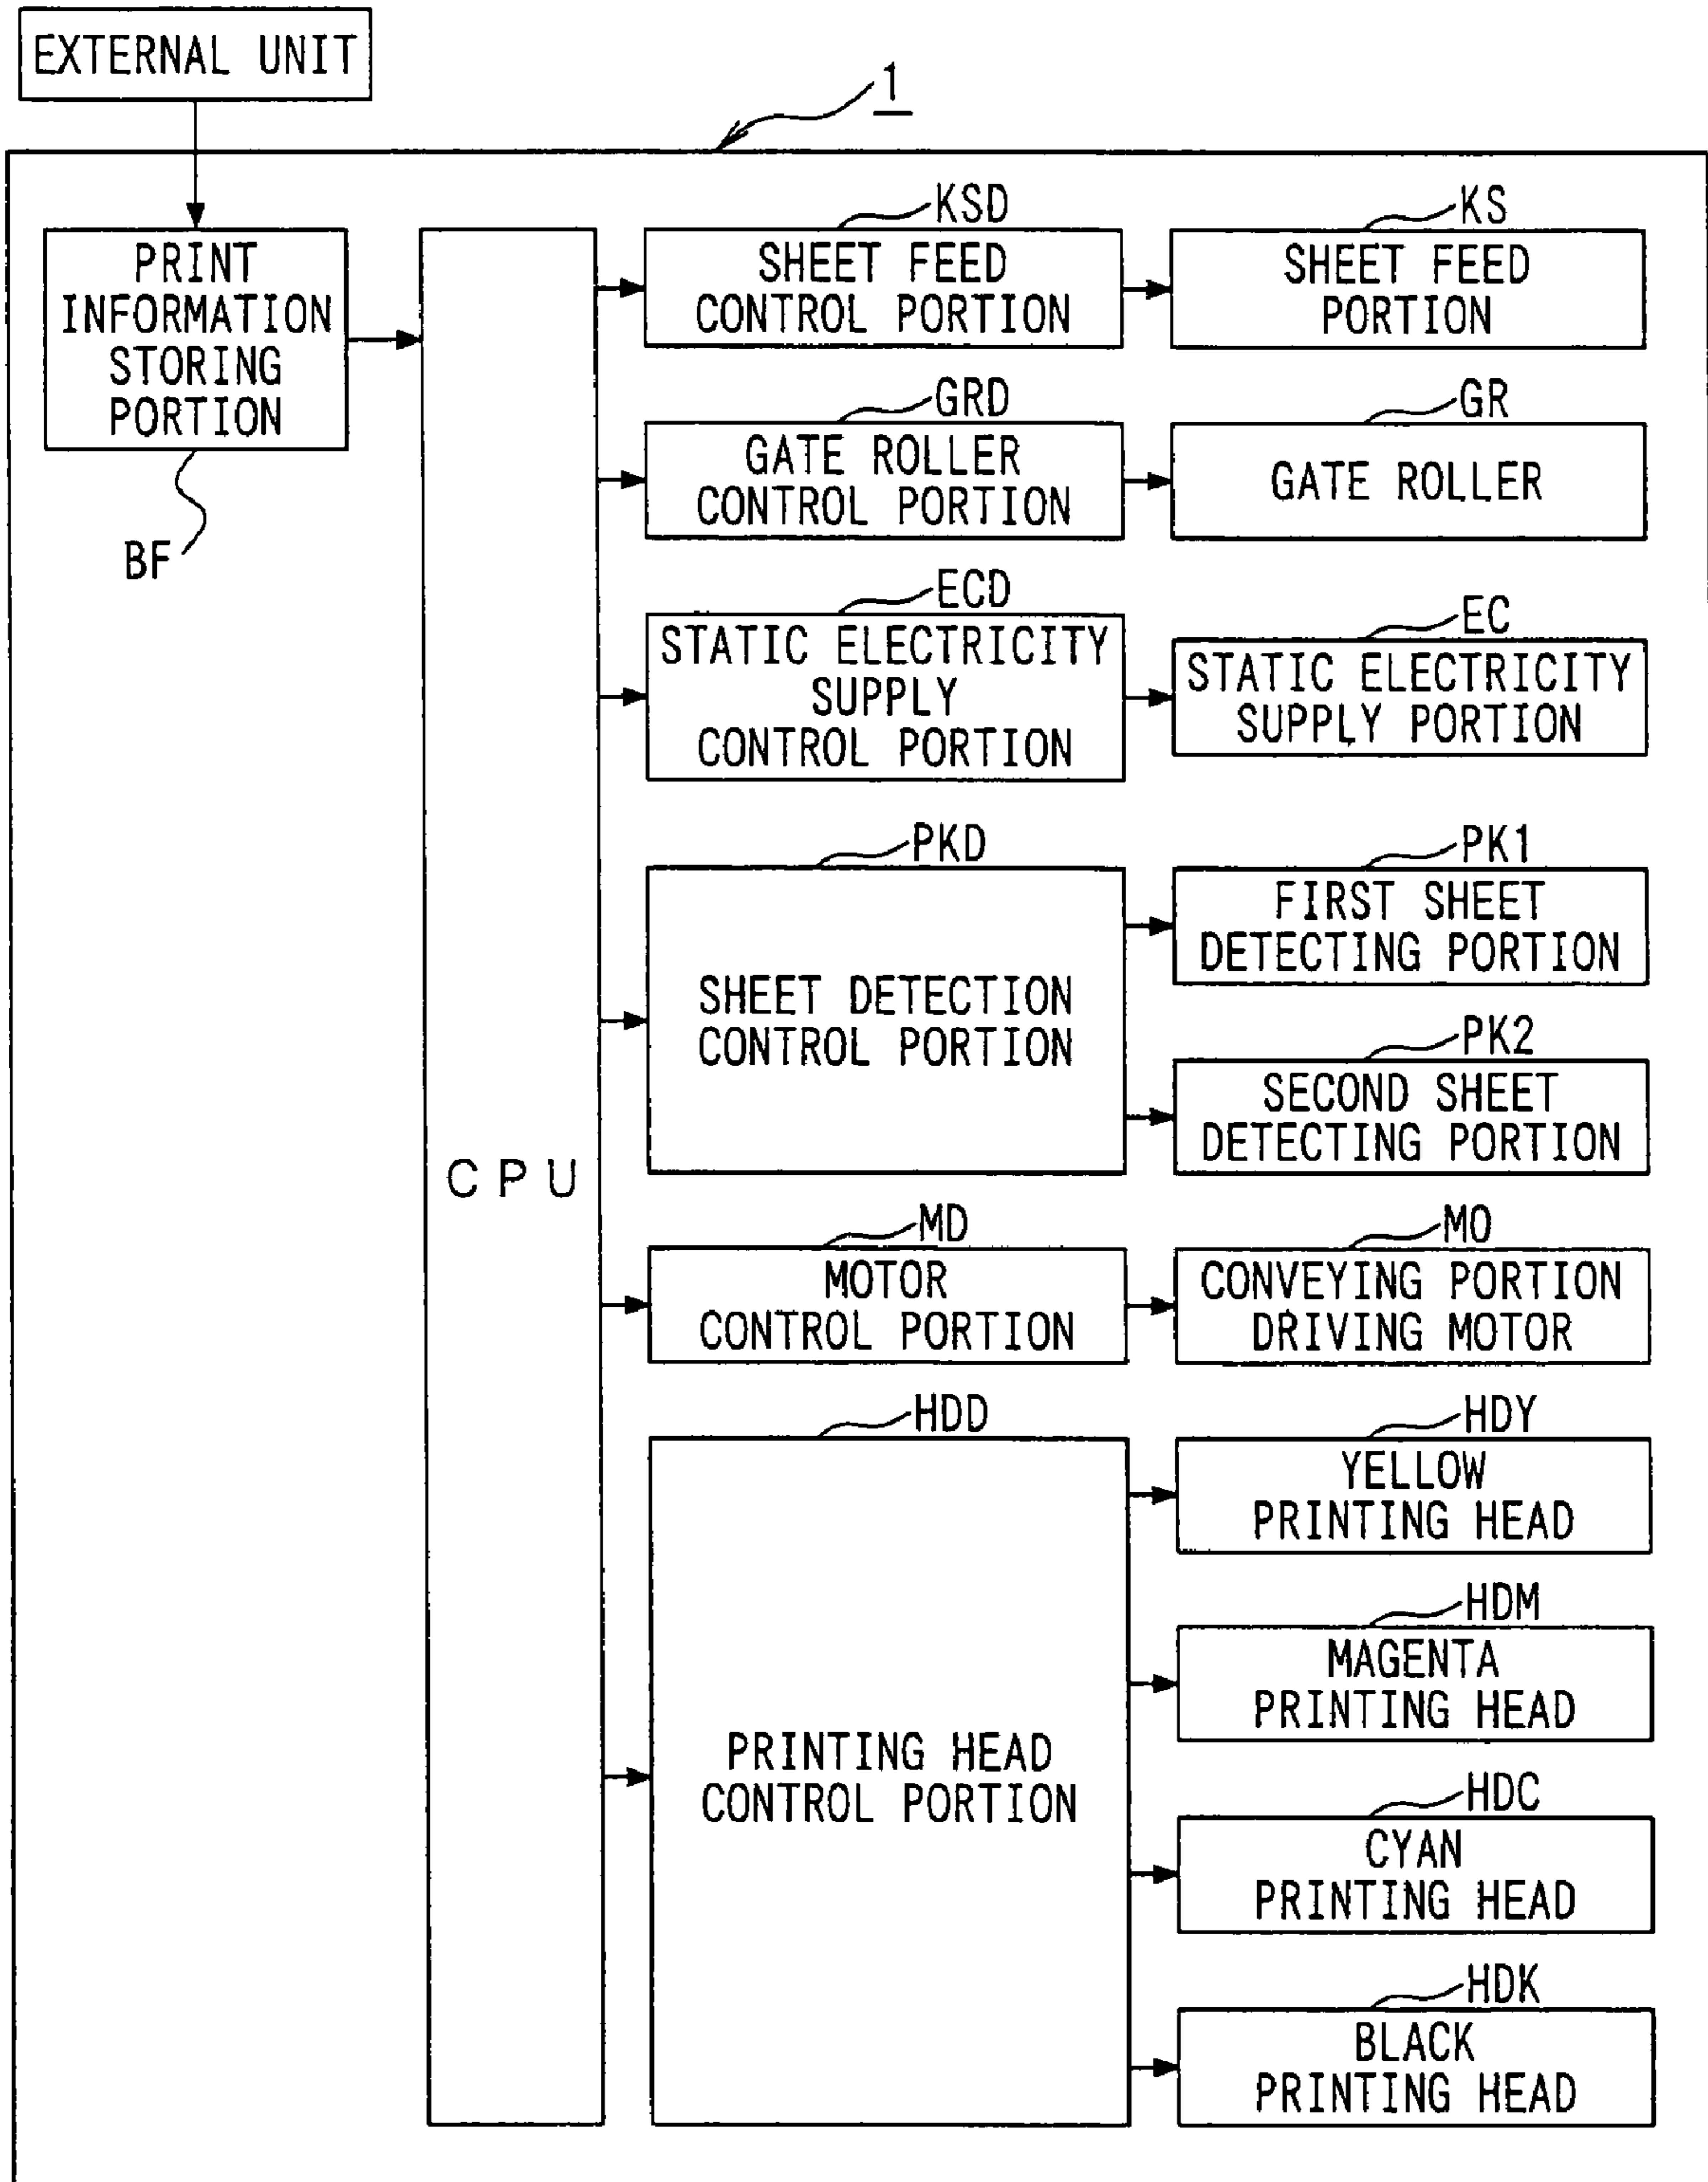 EXTERNAL UNIT
1
PRINT
INFORMATION
STORING
PORTION
BF
CPU
KSD
SHEET FEED
CONTROL PORTION
KS
SHEET FEED
PORTION
GRD
GATE ROLLER
CONTROL PORTION
GR
GATE ROLLER
ECD
STATIC ELECTRICITY
SUPPLY
CONTROL PORTION
EC
STATIC ELECTRICITY
SUPPLY PORTION
PKD
SHEET DETECTION
CONTROL PORTION
PK1
FIRST SHEET
DETECTING PORTION
PK2
SECOND SHEET
DETECTING PORTION
MD
MOTOR
CONTROL PORTION
MO
CONVEYING PORTION
DRIVING MOTOR
HDD
PRINTING HEAD
CONTROL PORTION
HDY
YELLOW
PRINTING HEAD
HDM
MAGENTA
PRINTING HEAD
HDC
CYAN
PRINTING HEAD
HDK
BLACK
PRINTING HEAD